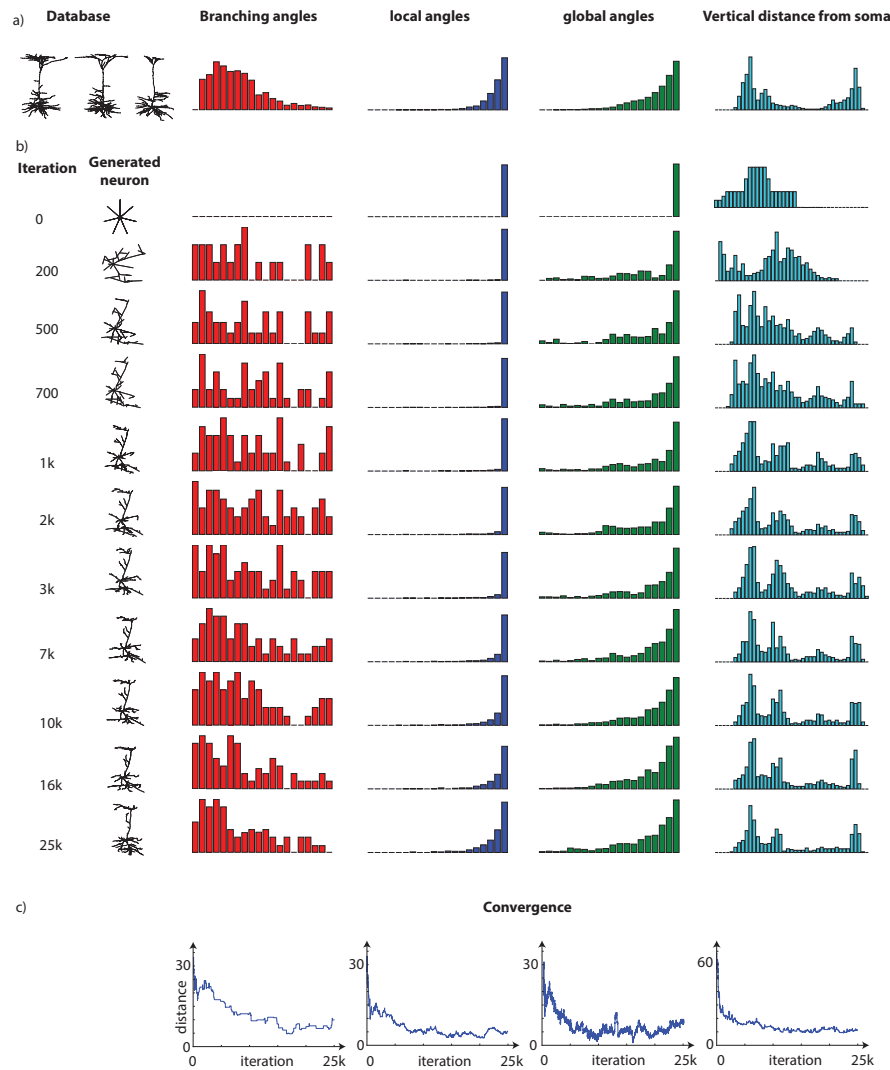 a)
Database
Branching angles
local angles
global angles
Vertical distance from soma
b)
Iteration
Generated
neuron
0
200
500
700
1k
2k
3k
7k
10k
16k
25k
c)
Convergence
30
distance
0
0 iteration 25k
30
0
0 iteration 25k
30
0
0 iteration 25k
60
0
0 iteration 25k